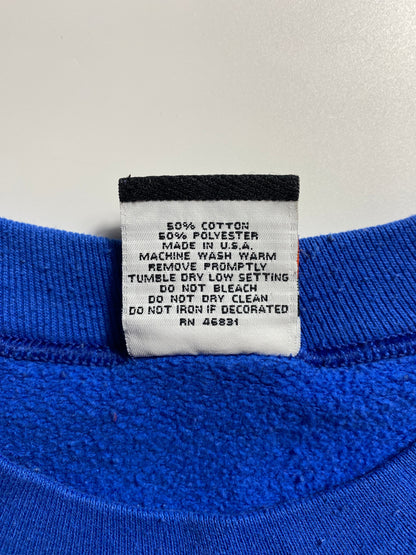 50% COTTON
50% POLYESTER
MADE IN U.S.A.
MACHINE WASH WARM
REMOVE PROMPTLY
TUMBLE DRY LOW SETTING
DO NOT BLEACH
DO NOT DRY CLEAN
DO NOT IRON IF DECORATED
RN 46831